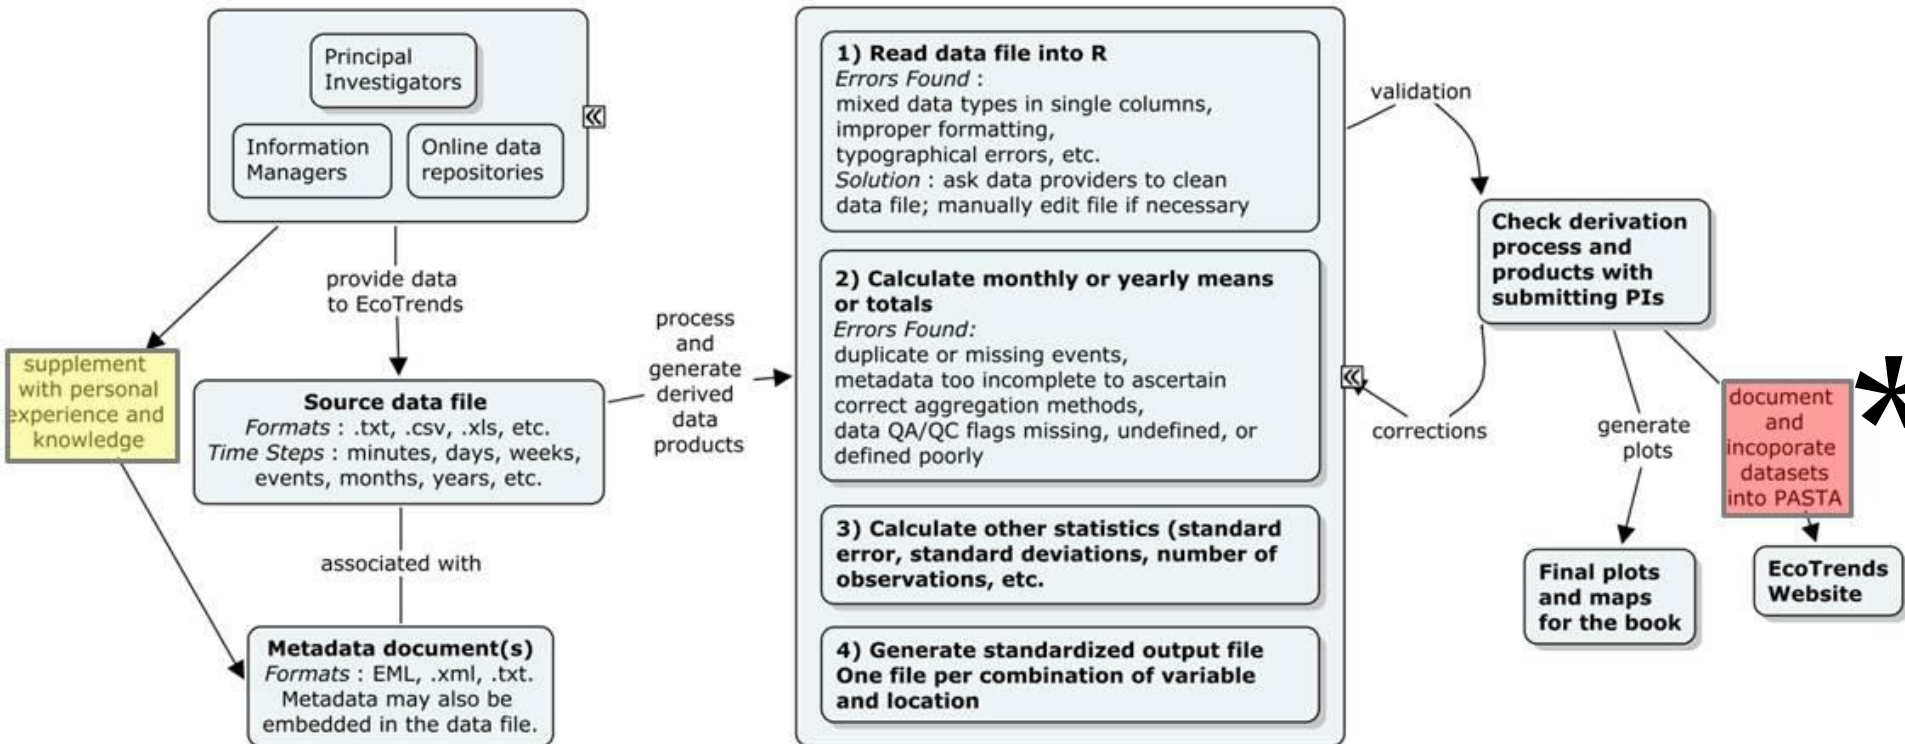 Principal
Investigators
Information
Managers
Online data
repositories
provide data
to EcoTrends
supplement
with personal
experience and
knowledge
Source data file
Formats : .txt, .csv, .xls, etc.
Time Steps : minutes, days, weeks,
events, months, years, etc.
associated with
Metadata document(s)
Formats : EML, .xml, .txt.
Metadata may also be
embedded in the data file.
process
and
generate
derived
data
products
1) Read data file into R
Errors Found :
mixed data types in single columns,
improper formatting,
typographical errors, etc.
Solution : ask data providers to clean
data file; manually edit file if necessary
2) Calculate monthly or yearly means
or totals
Errors Found:
duplicate or missing events,
metadata too incomplete to ascertain
correct aggregation methods,
data QA/QC flags missing, undefined, or
defined poorly
3) Calculate other statistics (standard
error, standard deviations, number of
observations, etc.
4) Generate standardized output file
One file per combination of variable
and location
validation
Check derivation
process and
products with
submitting PIs
corrections
generate
plots
document
and
incoporate
datasets
into PASTA
*
Final plots
and maps
for the book
EcoTrends
Website